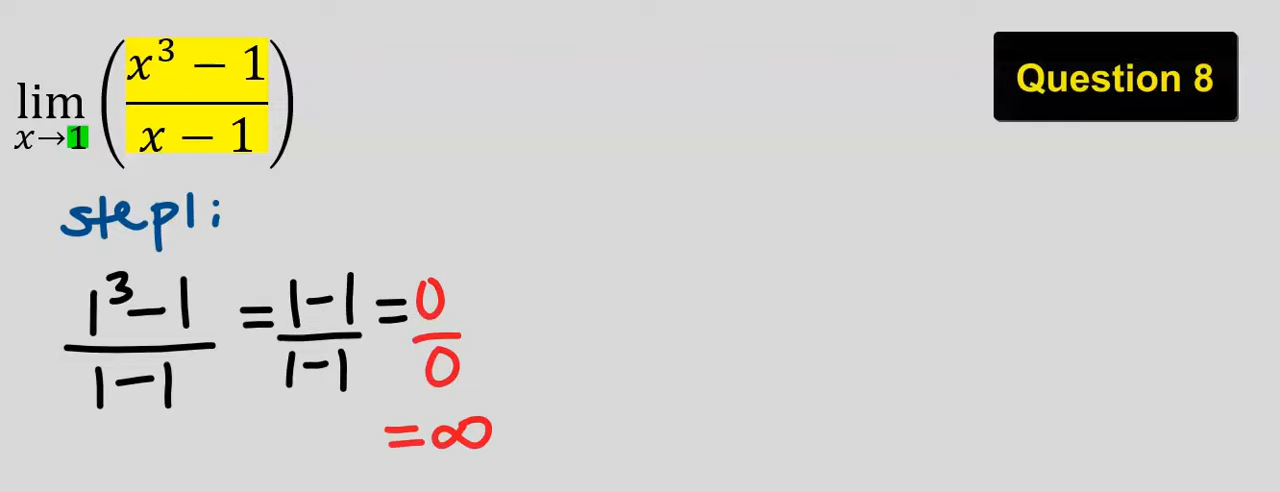 lim x→1 (x³ − 1 / x − 1)
Question 8
step1:
1³−1 / 1−1 = 1−1 / 1−1 = 0 / 0
= ∞